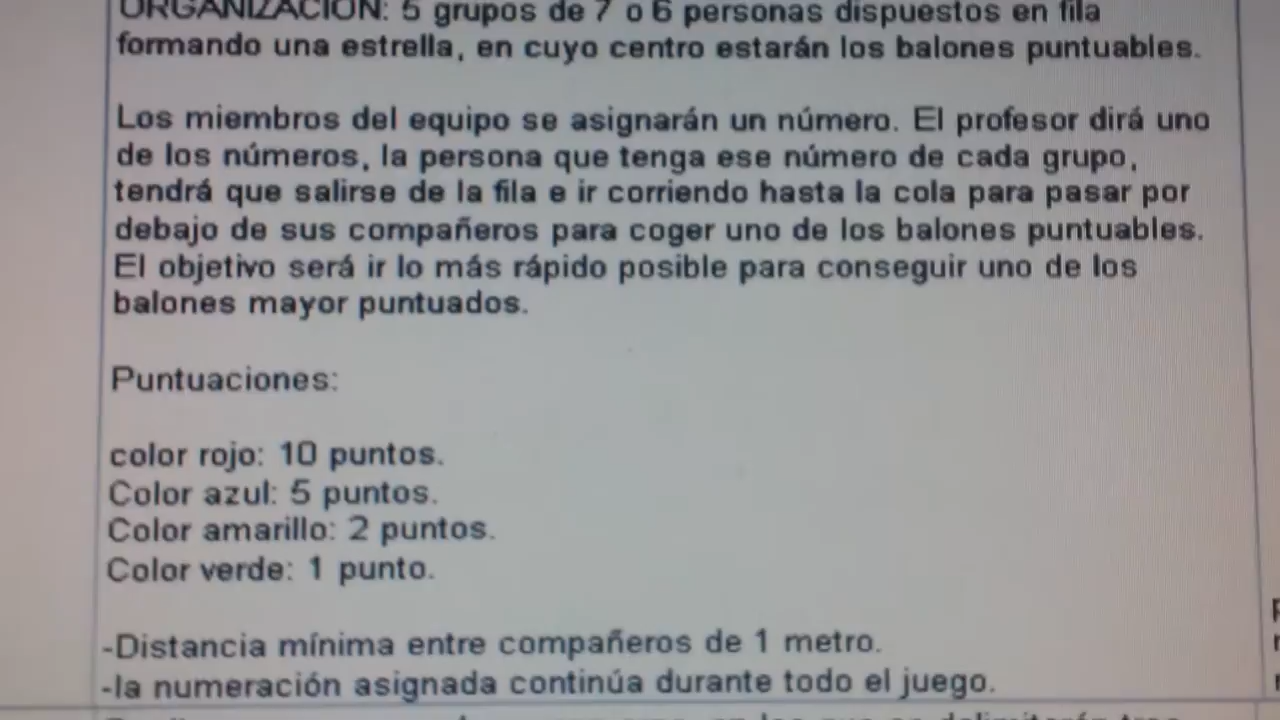 ORGANIZACIÓN: 5 grupos de 7 o 6 personas dispuestos en fila
formando una estrella, en cuyo centro estarán los balones puntuables.
Los miembros del equipo se asignarán un número. El profesor dirá uno
de los números, la persona que tenga ese número de cada grupo,
tendrá que salirse de la fila e ir corriendo hasta la cola para pasar por
debajo de sus compañeros para coger uno de los balones puntuables.
El objetivo será ir lo más rápido posible para conseguir uno de los
balones mayor puntuados.
Puntuaciones:
color rojo: 10 puntos.
Color azul: 5 puntos.
Color amarillo: 2 puntos.
Color verde: 1 punto.
-Distancia mínima entre compañeros de 1 metro.
-la numeración asignada continúa durante todo el juego.